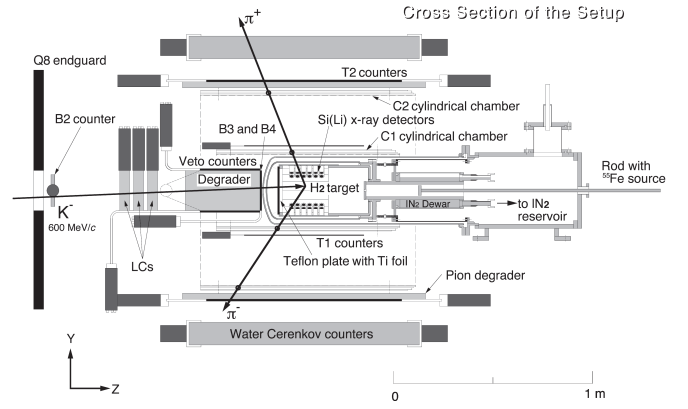 Cross Section of the Setup
π+
Q8 endguard
T2 counters
C2 cylindrical chamber
Si(Li) x-ray detectors
B2 counter
B3 and B4
C1 cylindrical chamber
Veto counters
Degrader
H2 target
Rod with
55Fe source
K-
600 MeV/c
lN2 Dewar
to lN2
reservoir
LCs
T1 counters
Teflon plate with Ti foil
Pion degrader
π-
Water Cerenkov counters
Y
Z
0
1 m